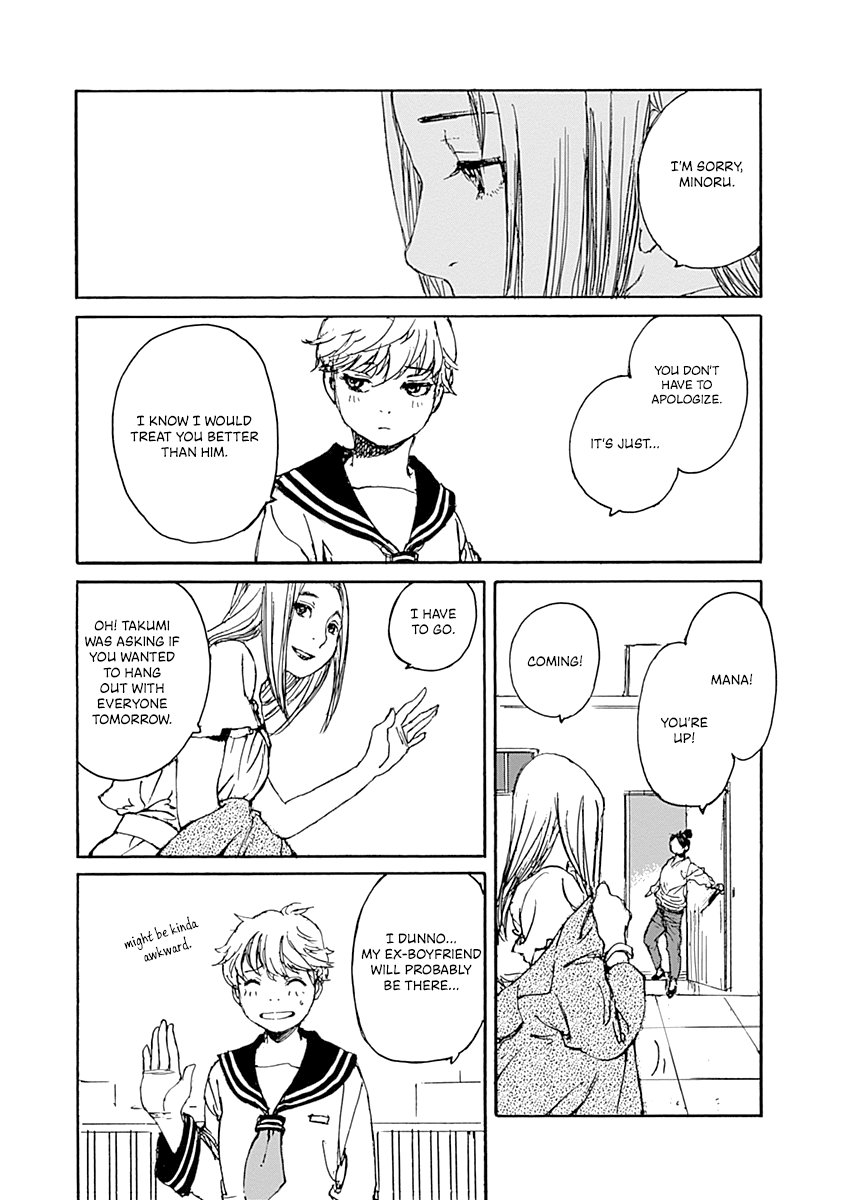 I'M SORRY,
MINORU.
YOU DON'T
HAVE TO
APOLOGIZE.
IT'S JUST...
I KNOW I WOULD
TREAT YOU BETTER
THAN HIM.
MANA!
YOU'RE
UP!
COMING!
I HAVE
TO GO.
OH! TAKUMI
WAS ASKING IF
YOU WANTED
TO HANG
OUT WITH
EVERYONE
TOMORROW.
I DUNNO...
MY EX-BOYFRIEND
WILL PROBABLY
BE THERE...
might be kinda
awkward.